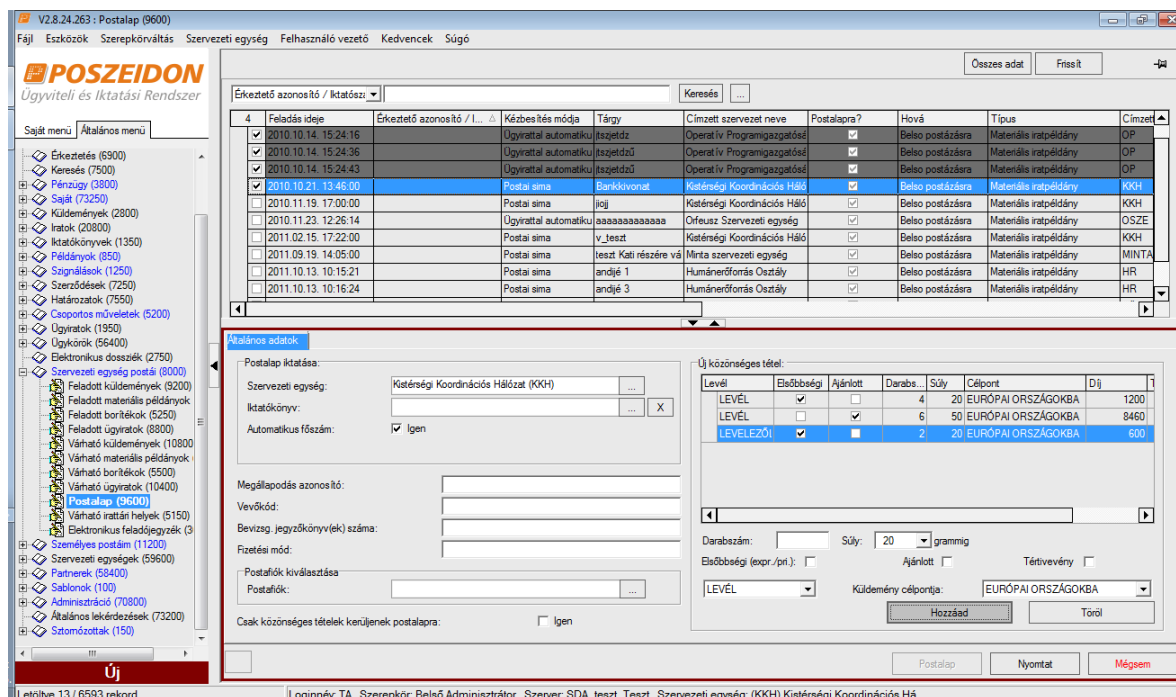 V2.8.24.263 : Postalap (9600)
Fájl Eszközök Szerepkörváltás Szervezeti egység Felhasználó vezető Kedvencek Súgó
POSZEIDON
Ügyviteli és Iktatási Rendszer
Saját menü Általános menü
Érkeztetés (6900)
Keresés (7500)
Pénzügy (3800)
Saját (73250)
Küldemények (2800)
Iratok (20800)
Iktatókönyvek (1350)
Példányok (850)
Szignálások (1250)
Szerződések (7250)
Határozatok (7550)
Csoportos műveletek (5200)
Ügyiratok (1950)
Ügykörök (56400)
Elektronikus dossziék (2750)
Szervezeti egység postái (8000)
Feladott küldemények (9200)
Feladott materiális példányok
Feladott borítékok (5250)
Feladott ügyiratok (8800)
Várható küldemények (10800
Várható materiális példányok
Várható borítékok (5500)
Várható ügyiratok (10400)
Postalap (9600)
Várható irattári helyek (5150)
Elektronikus feladójegyzék (3
Személyes postáim (11200)
Szervezeti egységek (59600)
Partnerek (58400)
Sablonok (100)
Adminisztráció (70800)
Általános lekérdezések (73200)
Sztornózottak (150)
Új
Összes adat Frissít
Érkeztető azonosító / Iktatószá Keresés ...
4 Feladás ideje Érkeztető azonosító / I... Kézbesítés módja Tárgy Címzett szervezet neve Postalapra? Hová Típus Címzett
2010.10.14. 15:24:16 Ügyirattal automatiku jtszjetdz Operatív Programigazgatósá Belso postázásra Materiális iratpéldány OP
2010.10.14. 15:24:36 Ügyirattal automatiku jtszjetdzű Operatív Programigazgatósá Belso postázásra Materiális iratpéldány OP
2010.10.14. 15:24:43 Ügyirattal automatiku jtszjetdzű Operatív Programigazgatósá Belso postázásra Materiális iratpéldány OP
2010.10.21. 13:46:00 Postai sima Bankkivonat Kistérségi Koordinációs Háló Belso postázásra Materiális iratpéldány KKH
2010.11.19. 17:00:00 Postai sima jiojj Kistérségi Koordinációs Háló Belso postázásra Materiális iratpéldány KKH
2010.11.23. 12:26:14 Ügyirattal automatiku aaaaaaaaaaaaa Orfeusz Szervezeti egység Belso postázásra Materiális iratpéldány OSZE
2011.02.15. 17:22:00 Postai sima v_teszt Kistérségi Koordinációs Háló Belso postázásra Materiális iratpéldány KKH
2011.09.19. 14:05:00 Postai sima teszt Kati részére vá Minta szervezeti egység Belso postázásra Materiális iratpéldány MINTA
2011.10.13. 10:15:21 Postai sima andijé 1 Humánerőforrás Osztály Belso postázásra Materiális iratpéldány HR
2011.10.13. 10:16:24 Postai sima andijé 3 Humánerőforrás Osztály Belso postázásra Materiális iratpéldány HR
Általános adatok
Postalap iktatása:
Szervezeti egység: Kistérségi Koordinációs Hálózat (KKH) ...
Iktatókönyv: ... X
Automatikus főszám: Igen
Megállapodás azonosító:
Vevőkód:
Bevizsg. jegyzőkönyv(ek) száma:
Fizetési mód:
Postafiók kiválasztása
Postafiók: ...
Csak közönséges tételek kerüljenek postalapra: Igen
Új közönséges tétel:
Levél Elsőbbségi Ajánlott Darabs... Súly Célpont Díj T
LEVÉL 4 20 EURÓPAI ORSZÁGOKBA 1200
LEVÉL 6 50 EURÓPAI ORSZÁGOKBA 8460
LEVELEZŐL 2 20 EURÓPAI ORSZÁGOKBA 600
Darabszám: Súly: 20 grammig
Elsőbbségi (expr./pri.): Ajánlott Tértivevény
LEVÉL Küldemény célpontja: EURÓPAI ORSZÁGOKBA
Hozzáad Töröl
Postalap Nyomtat Mégsem
Letöltve 13 / 6593 rekord Loginnév: TA Szerepkör: Belső Adminisztrátor Szerver: SDA_teszt_Teszt Szervezeti egység: (KKH) Kistérségi Koordinációs Há